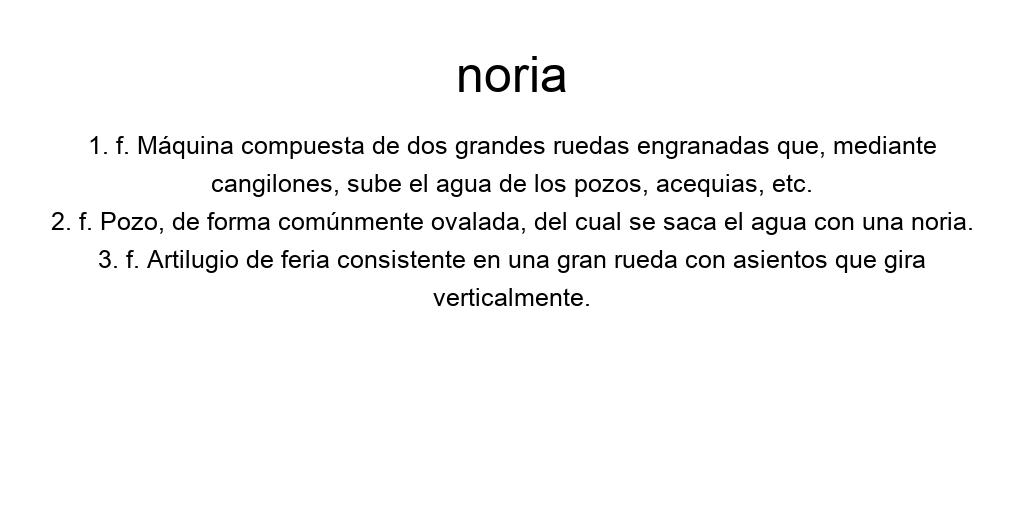 noria
1. f. Máquina compuesta de dos grandes ruedas engranadas que, mediante
cangilones, sube el agua de los pozos, acequias, etc.
2. f. Pozo, de forma comúnmente ovalada, del cual se saca el agua con una noria.
3. f. Artilugio de feria consistente en una gran rueda con asientos que gira
verticalmente.